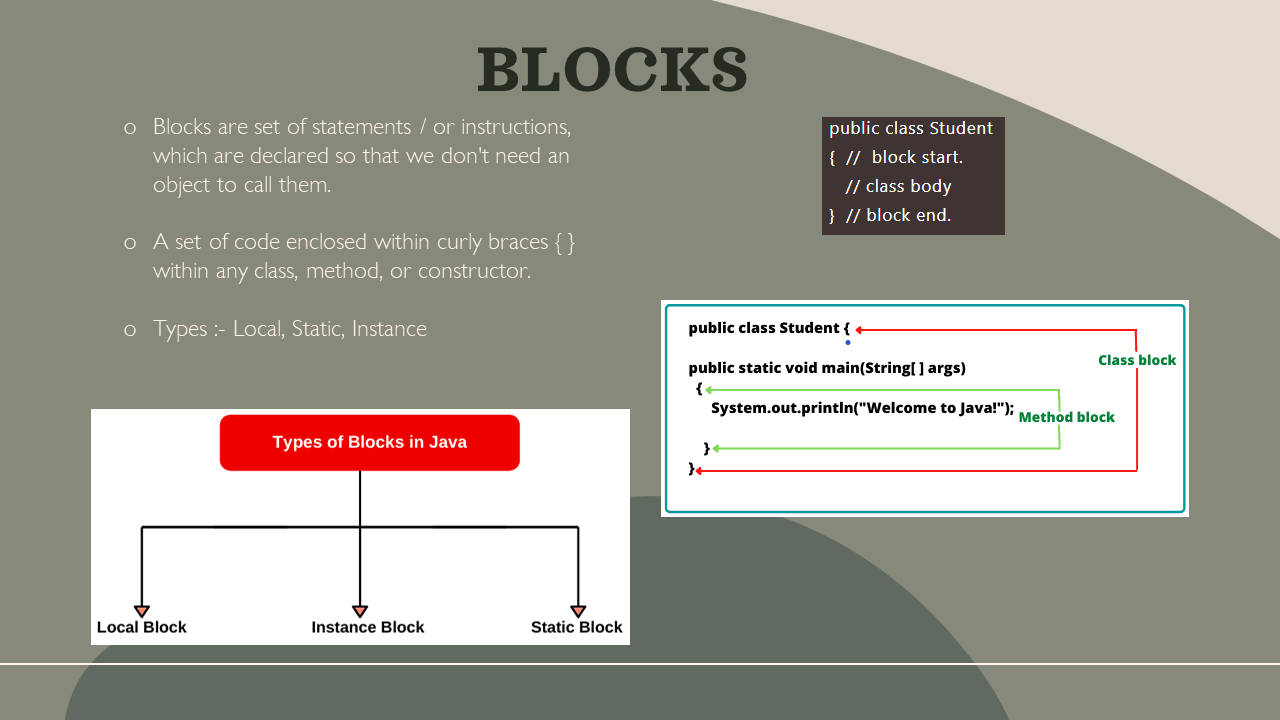 BLOCKS
o Blocks are set of statements / or instructions,
which are declared so that we don't need an
object to call them.
o A set of code enclosed within curly braces { }
within any class, method, or constructor.
o Types :- Local, Static, Instance
public class Student
{ // block start.
// class body
} // block end.
public class Student {
Class block
public static void main(String[ ] args)
{
System.out.println("Welcome to Java!");
Method block
}
}
Types of Blocks in Java
Local Block Instance Block Static Block